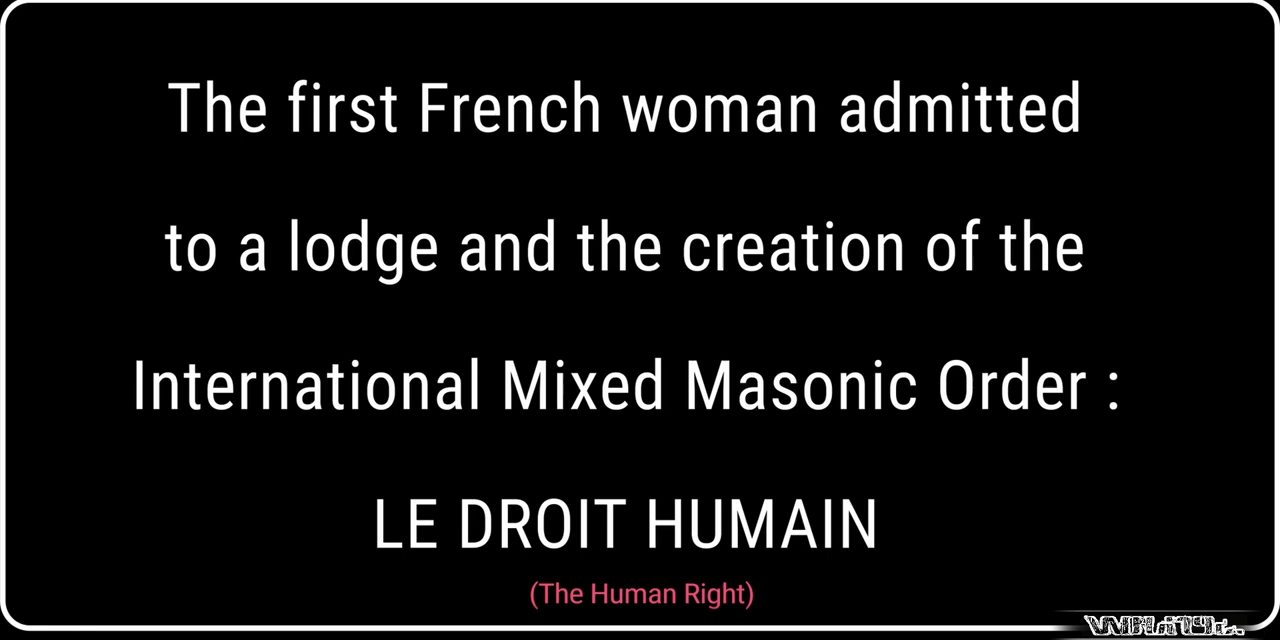 The first French woman admitted
to a lodge and the creation of the
International Mixed Masonic Order :
LE DROIT HUMAIN
(The Human Right)